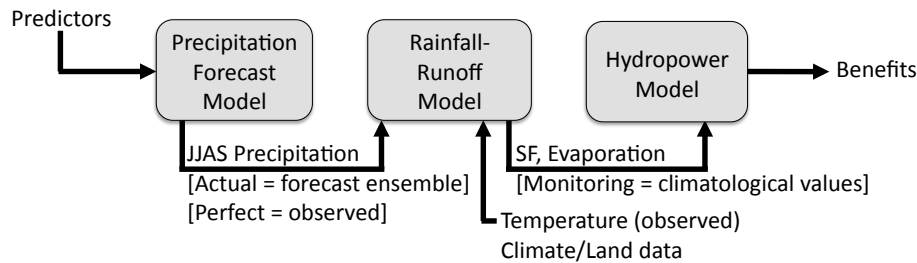 Predictors
Precipitation
Forecast
Model
Rainfall-
Runoff
Model
Hydropower
Model
Benefits
JJAS Precipitation
[Actual = forecast ensemble]
[Perfect = observed]
SF, Evaporation
[Monitoring = climatological values]
Temperature (observed)
Climate/Land data